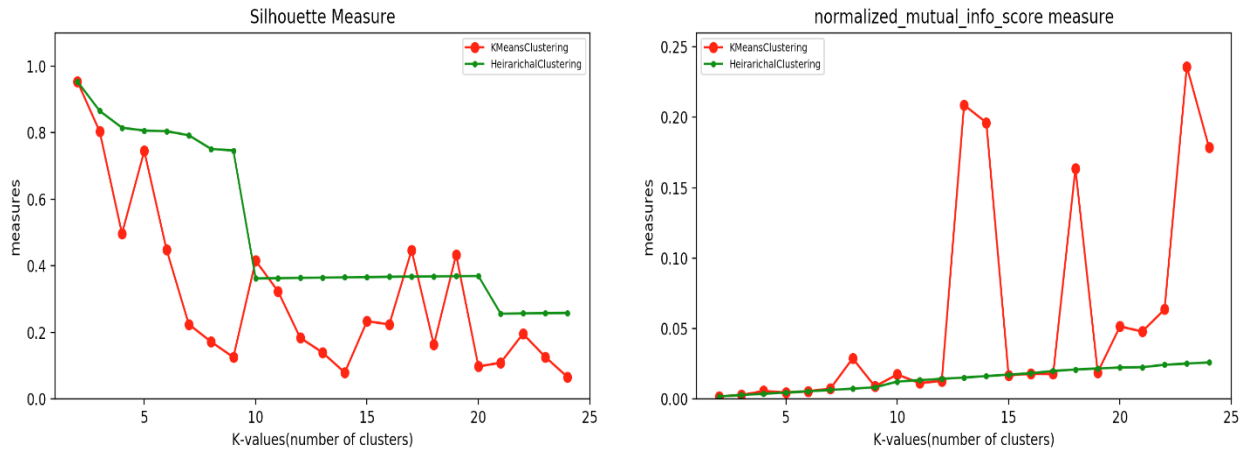 Silhouette Measure
KMeansClustering
HeirarichalClustering
measures
1.0
0.8
0.6
0.4
0.2
0.0
5 10 15 20 25
K-values(number of clusters)
normalized_mutual_info_score measure
KMeansClustering
HeirarichalClustering
measures
0.25
0.20
0.15
0.10
0.05
0.00
5 10 15 20 25
K-values(number of clusters)